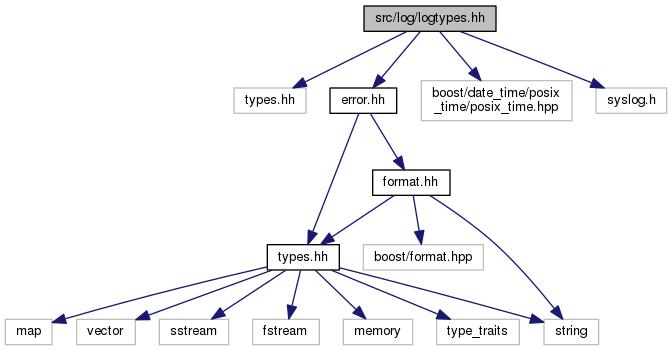 src/log/logtypes.hh
types.hh
error.hh
boost/date_time/posix
_time/posix_time.hpp
syslog.h
format.hh
types.hh
boost/format.hpp
map
vector
sstream
fstream
memory
type_traits
string